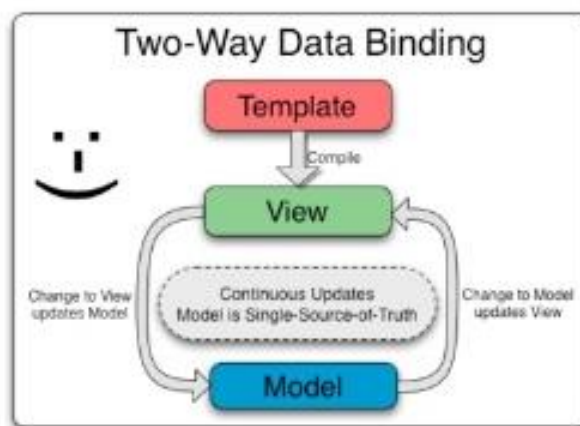 Two-Way Data Binding
Template
Compile
View
Change to View
updates Model
Continuous Updates
Model is Single-Source-of-Truth
Change to Model
updates View
Model